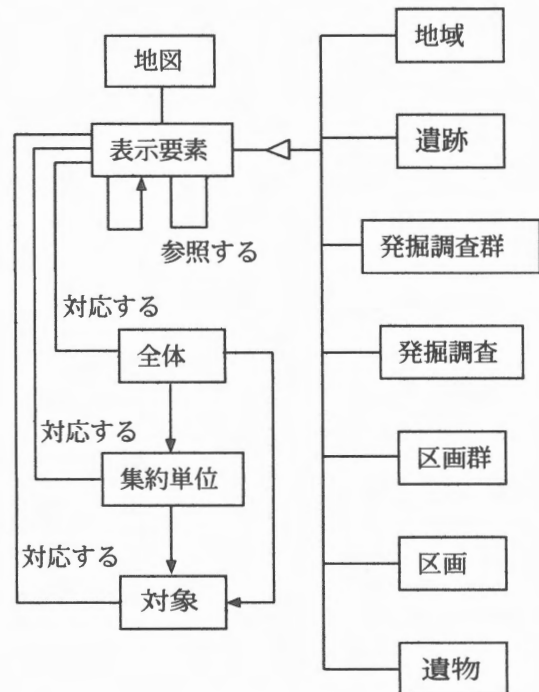 地図
表示要素
参照する
対応する
全体
対応する
集約単位
対応する
対象
地域
遺跡
発掘調査群
発掘調査
区画群
区画
遺物